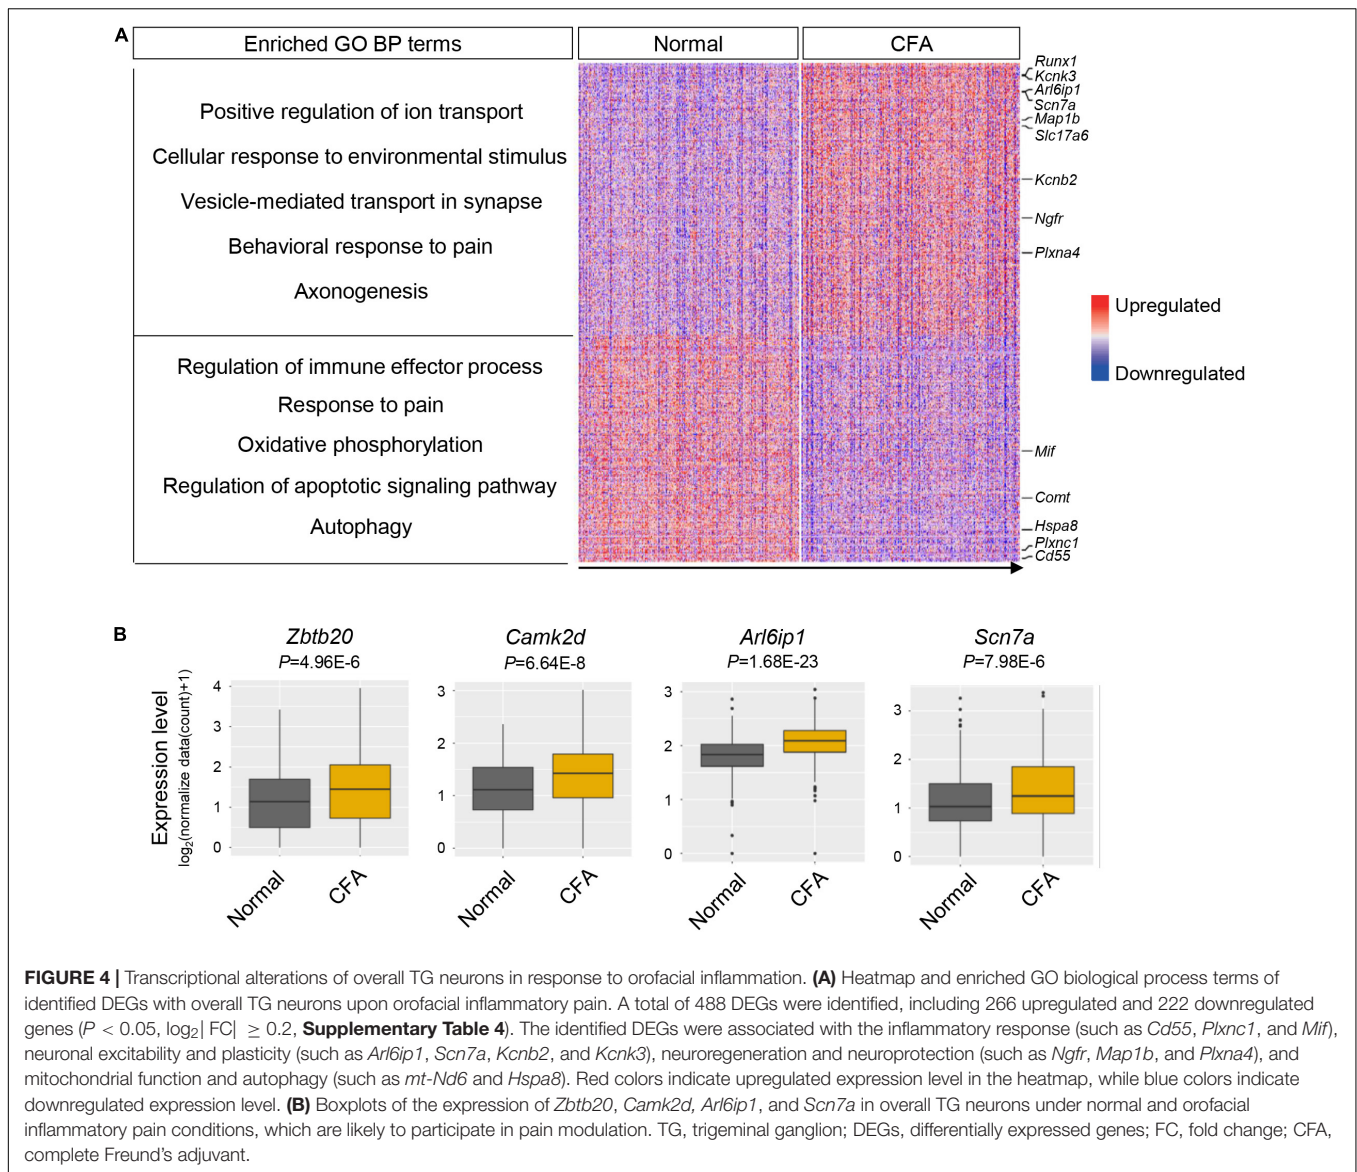 A
Enriched GO BP terms
Normal
CFA
Positive regulation of ion transport
Cellular response to environmental stimulus
Vesicle-mediated transport in synapse
Behavioral response to pain
Axonogenesis
Regulation of immune effector process
Response to pain
Oxidative phosphorylation
Regulation of apoptotic signaling pathway
Autophagy
Runx1
Kcnk3
Arl6ip1
Scn7a
Map1b
Slc17a6
Kcnb2
Ngfr
Plxna4
Mif
Comt
Hspa8
Plxnc1
Cd55
Upregulated
Downregulated
B
Expression level
log₂(normalize data(count)+1)
Zbtb20
P=4.96E-6
4
3
2
1
0
Normal
CFA
Camk2d
P=6.64E-8
3
2
1
0
Normal
CFA
Arl6ip1
P=1.68E-23
3
2
1
0
Normal
CFA
Scn7a
P=7.98E-6
3
2
1
0
Normal
CFA
FIGURE 4 | Transcriptional alterations of overall TG neurons in response to orofacial inflammation. (A) Heatmap and enriched GO biological process terms of
identified DEGs with overall TG neurons upon orofacial inflammatory pain. A total of 488 DEGs were identified, including 266 upregulated and 222 downregulated
genes (P < 0.05, log₂| FC| ≥ 0.2, Supplementary Table 4). The identified DEGs were associated with the inflammatory response (such as Cd55, Plxnc1, and Mif),
neuronal excitability and plasticity (such as Arl6ip1, Scn7a, Kcnb2, and Kcnk3), neuroregeneration and neuroprotection (such as Ngfr, Map1b, and Plxna4), and
mitochondrial function and autophagy (such as mt-Nd6 and Hspa8). Red colors indicate upregulated expression level in the heatmap, while blue colors indicate
downregulated expression level. (B) Boxplots of the expression of Zbtb20, Camk2d, Arl6ip1, and Scn7a in overall TG neurons under normal and orofacial
inflammatory pain conditions, which are likely to participate in pain modulation. TG, trigeminal ganglion; DEGs, differentially expressed genes; FC, fold change; CFA,
complete Freund's adjuvant.